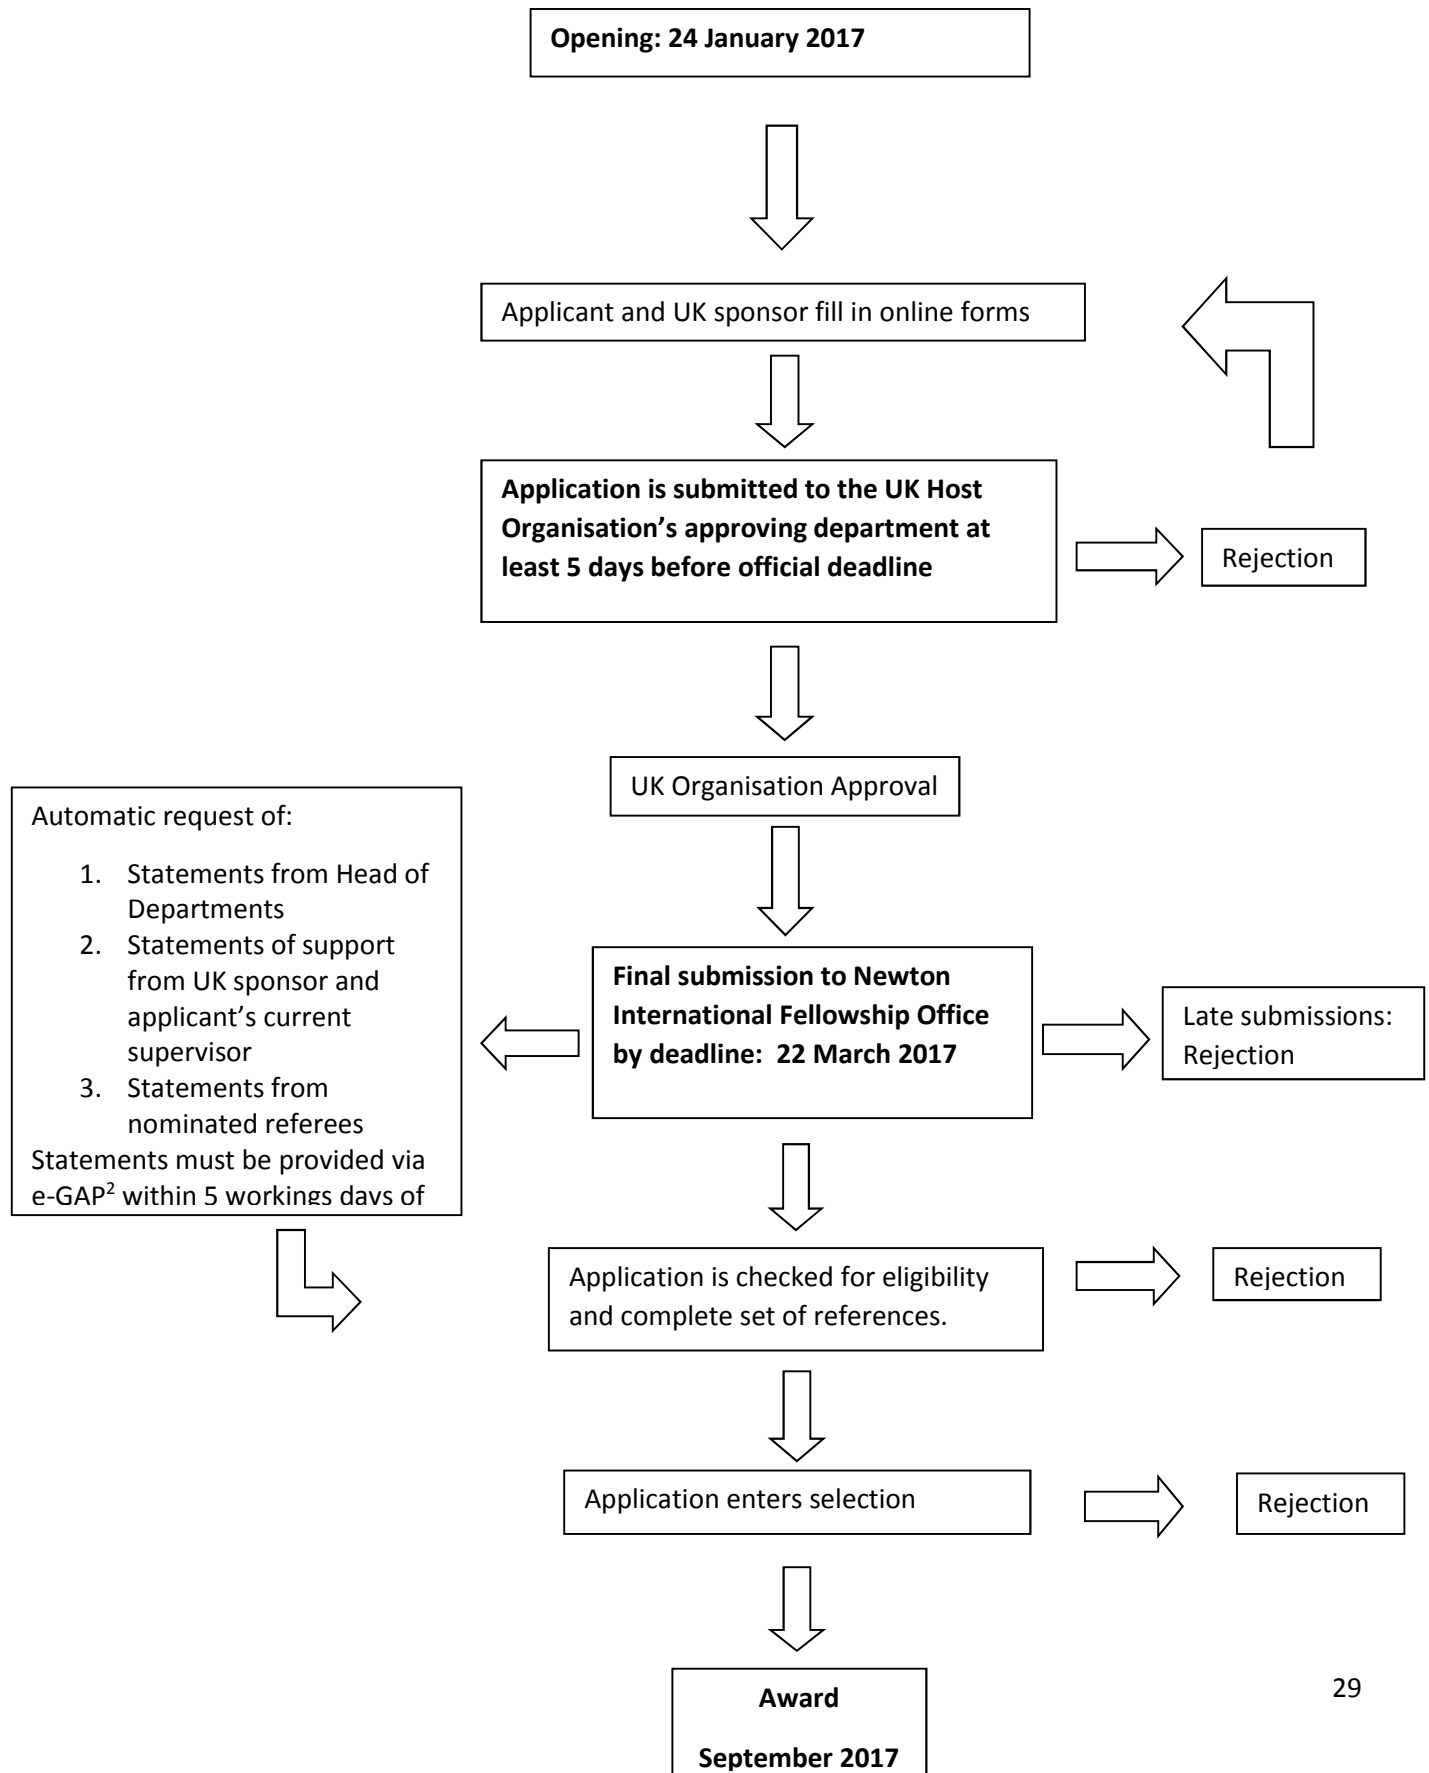 Opening: 24 January 2017
Applicant and UK sponsor fill in online forms
Application is submitted to the UK Host
Organisation’s approving department at
least 5 days before official deadline
Rejection
UK Organisation Approval
Automatic request of:
1. Statements from Head of
Departments
2. Statements of support
from UK sponsor and
applicant’s current
supervisor
3. Statements from
nominated referees
Statements must be provided via
e-GAP² within 5 workings days of
Final submission to Newton
International Fellowship Office
by deadline: 22 March 2017
Late submissions:
Rejection
Application is checked for eligibility
and complete set of references.
Rejection
Application enters selection
Rejection
Award
September 2017
29